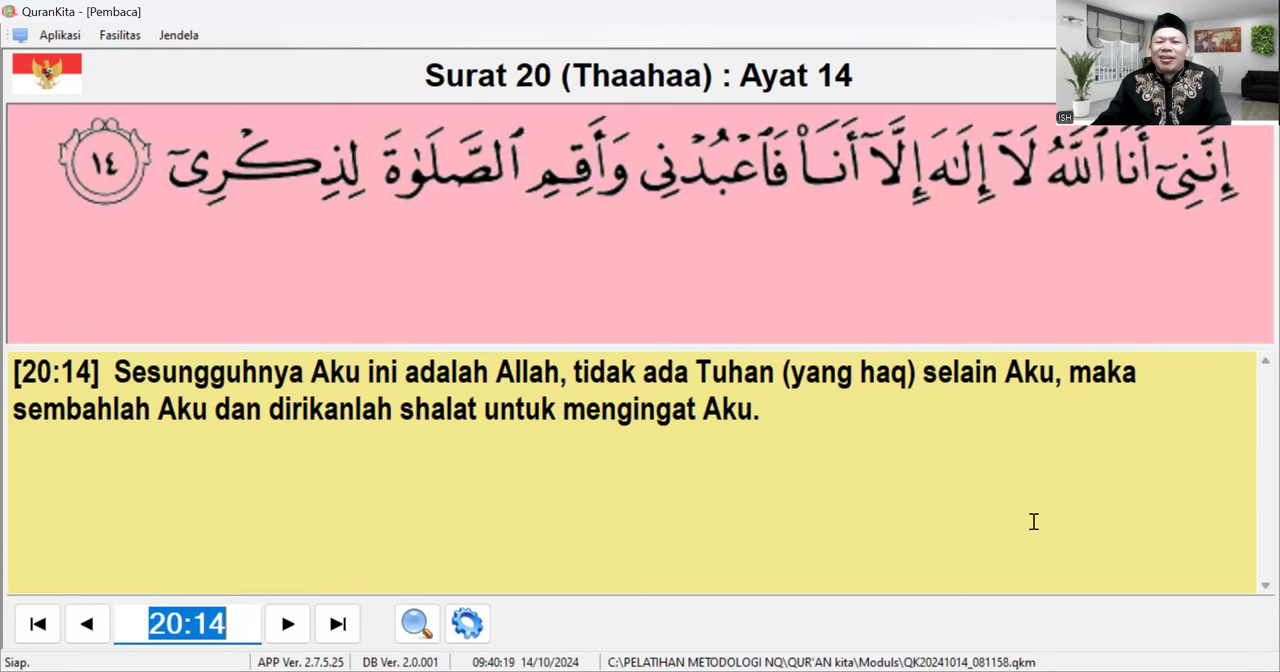 QuranKita - [Pembaca]
Aplikasi Fasilitas Jendela
Surat 20 (Thaahaa) : Ayat 14
ISH
إِنَّنِىٓ أَنَا ٱللَّهُ لَآ إِلَٰهَ إِلَّآ أَنَا۠ فَٱعْبُدْنِى وَأَقِمِ ٱلصَّلَوٰةَ لِذِكْرِىٓ ١٤
[20:14] Sesungguhnya Aku ini adalah Allah, tidak ada Tuhan (yang haq) selain Aku, maka
sembahlah Aku dan dirikanlah shalat untuk mengingat Aku.
20:14
Siap. APP Ver. 2.7.5.25 DB Ver. 2.0.001 09:40:19 14/10/2024 C:\PELATIHAN METODOLOGI NQ\QUR'AN kita\Moduls\QK20241014_081158.qkm